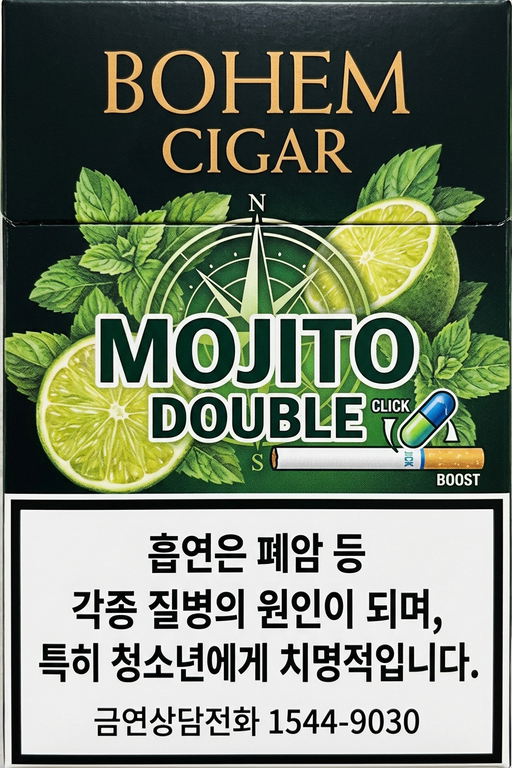 BOHEM
CIGAR
N
MOJITO
DOUBLE
CLICK
S
BOOST
흡연은 폐암 등
각종 질병의 원인이 되며,
특히 청소년에게 치명적입니다.
금연상담전화 1544-9030